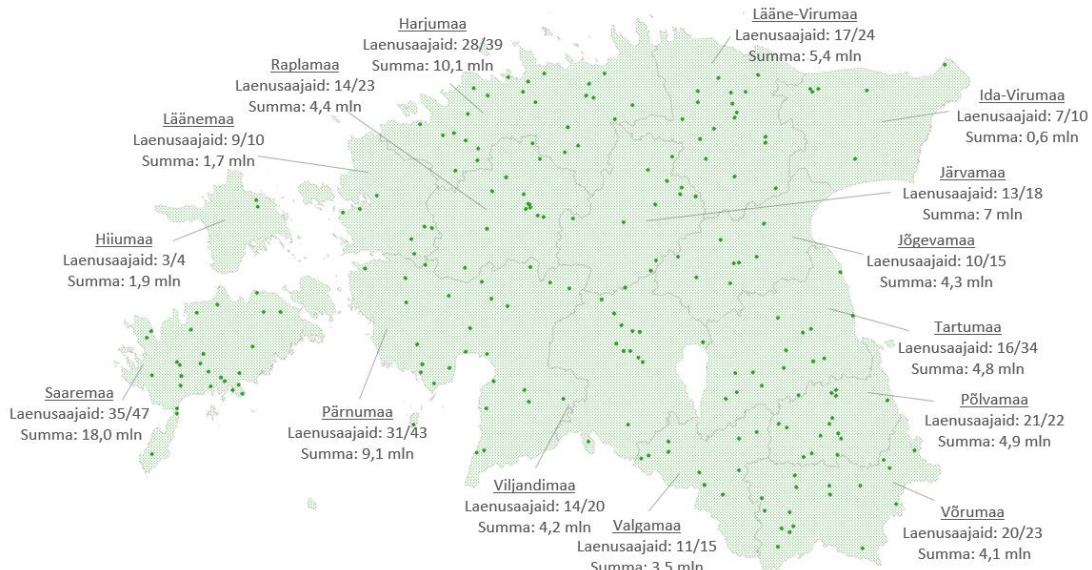 Harjumaa
Laenusaajaid: 28/39
Summa: 10,1 mln
Lääne-Virumaa
Laenusaajaid: 17/24
Summa: 5,4 mln
Raplamaa
Laenusaajaid: 14/23
Summa: 4,4 mln
Ida-Virumaa
Laenusaajaid: 7/10
Summa: 0,6 mln
Läänemaa
Laenusaajaid: 9/10
Summa: 1,7 mln
Järvamaa
Laenusaajaid: 13/18
Summa: 7 mln
Hiiumaa
Laenusaajaid: 3/4
Summa: 1,9 mln
Jõgevamaa
Laenusaajaid: 10/15
Summa: 4,3 mln
Tartumaa
Laenusaajaid: 16/34
Summa: 4,8 mln
Saaremaa
Laenusaajaid: 35/47
Summa: 18,0 mln
Pärnumaa
Laenusaajaid: 31/43
Summa: 9,1 mln
Põlvamaa
Laenusaajaid: 21/22
Summa: 4,9 mln
Viljandimaa
Laenusaajaid: 14/20
Summa: 4,2 mln
Valgamaa
Laenusaajaid: 11/15
Summa: 3,5 mln
Võrumaa
Laenusaajaid: 20/23
Summa: 4,1 mln